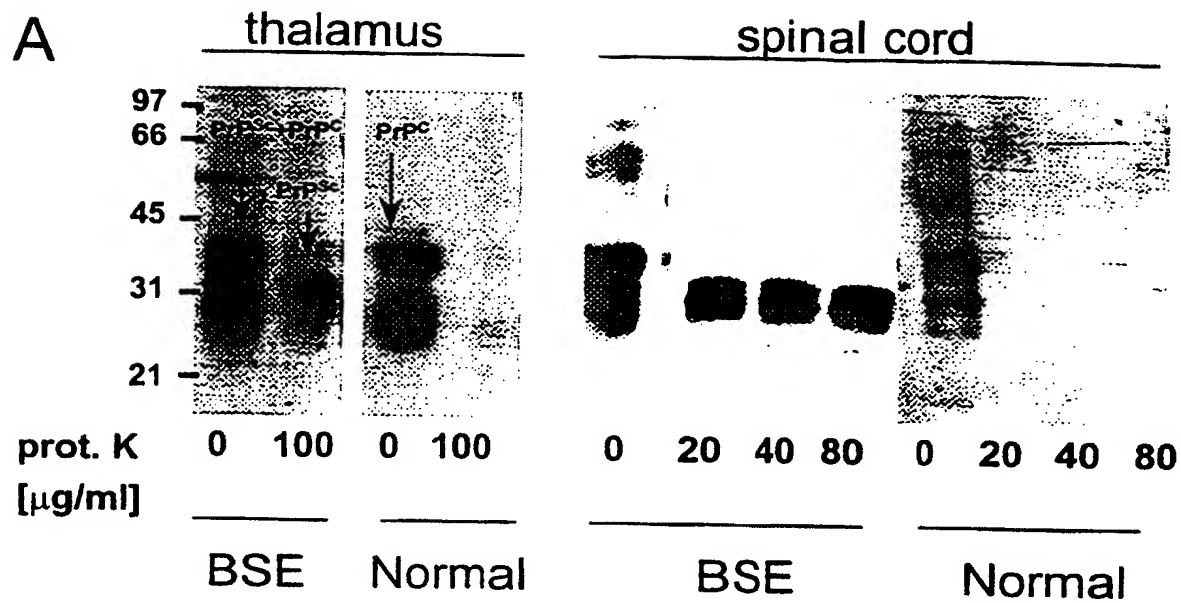 A
thalamus
spinal cord
97
66
45
31
21
PrPSc+PrPC
PrPSc
PrPC
prot. K 0 100 0 100 0 20 40 80 0 20 40 80
[μg/ml]
BSE Normal BSE Normal